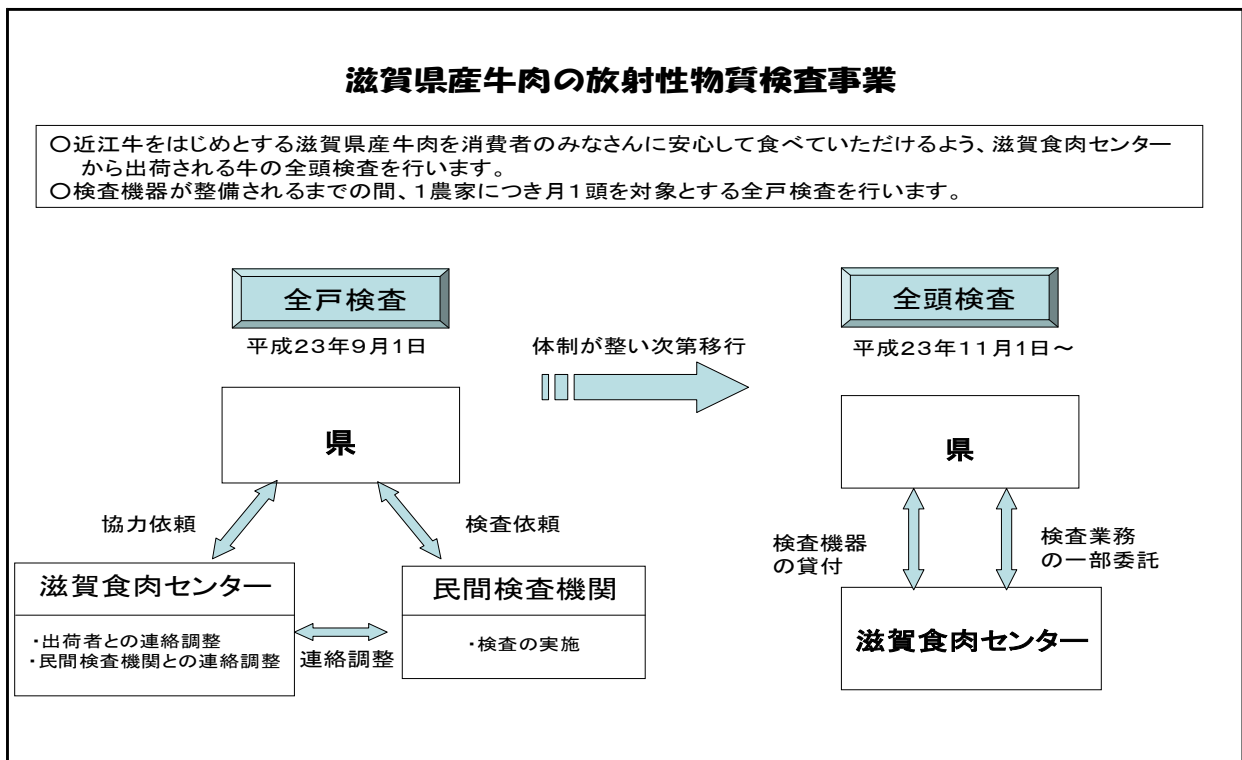 滋賀県産牛肉の放射性物質検査事業
○近江牛をはじめとする滋賀県産牛肉を消費者のみなさんに安心して食べていただけるよう、滋賀食肉センター
から出荷される牛の全頭検査を行います。
○検査機器が整備されるまでの間、１農家につき月１頭を対象とする全戸検査を行います。
全戸検査
平成２３年９月１日
体制が整い次第移行
全頭検査
平成２３年１１月１日～
県
協力依頼
検査依頼
滋賀食肉センター
・出荷者との連絡調整
・民間検査機関との連絡調整
連絡調整
民間検査機関
・検査の実施
県
検査機器
の貸付
検査業務
の一部委託
滋賀食肉センター